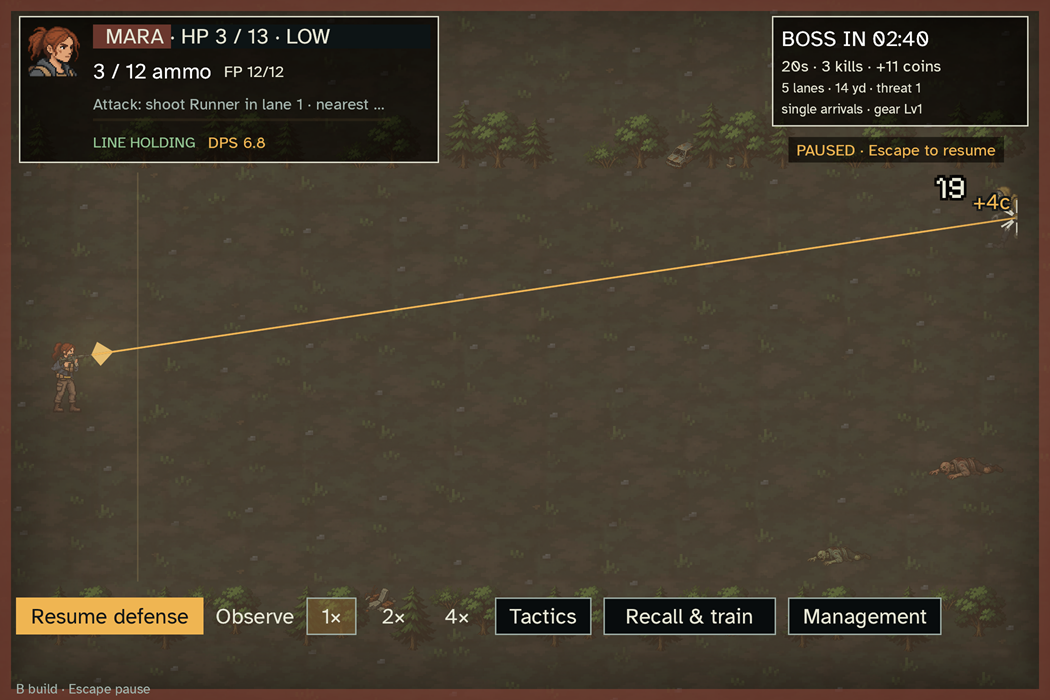 MARA · HP 3 / 13 · LOW
3 / 12 ammo FP 12/12
Attack: shoot Runner in lane 1 · nearest ...
LINE HOLDING DPS 6.8
BOSS IN 02:40
20s · 3 kills · +11 coins
5 lanes · 14 yd · threat 1
single arrivals · gear Lv1
PAUSED · Escape to resume
19
+4c
Resume defense Observe 1× 2× 4× Tactics Recall & train Management
B build · Escape pause